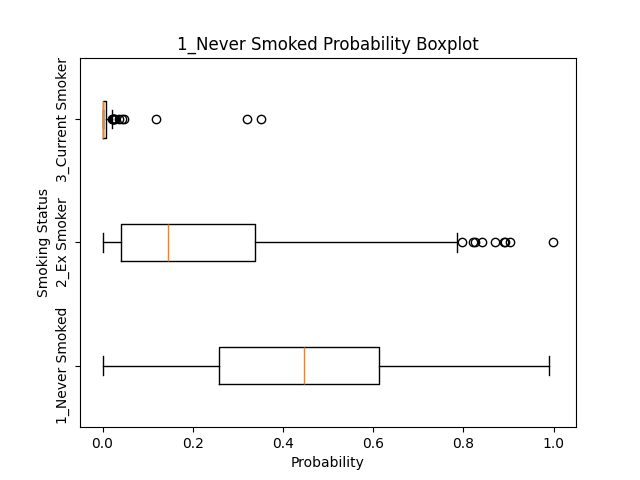 1_Never Smoked Probability Boxplot
3_Current Smoker
2_Ex Smoker
1_Never Smoked
Smoking Status
0.0 0.2 0.4 0.6 0.8 1.0
Probability